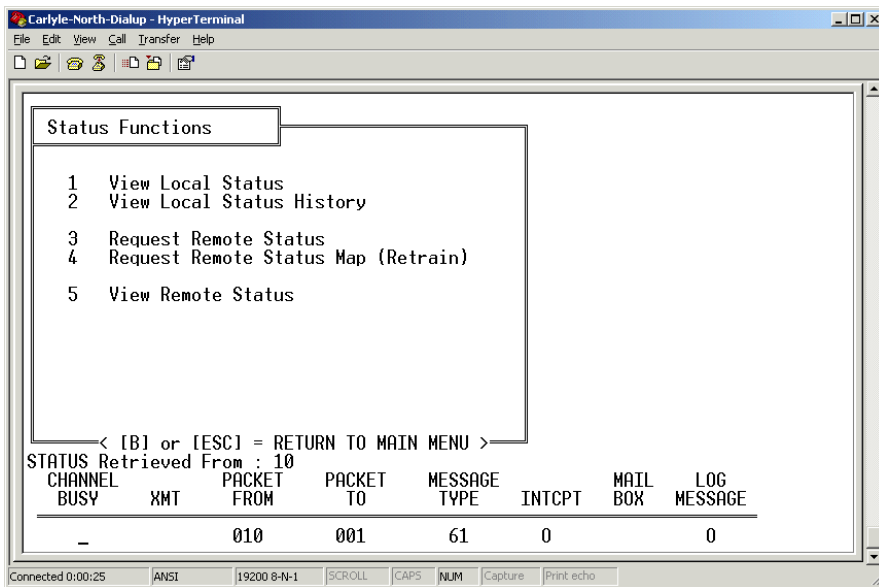 Carlyle-North-Dialup - HyperTerminal
File Edit View Call Transfer Help
Status Functions
1 View Local Status
2 View Local Status History
3 Request Remote Status
4 Request Remote Status Map (Retrain)
5 View Remote Status
< [B] or [ESC] = RETURN TO MAIN MENU >
STATUS Retrieved From : 10
CHANNEL PACKET PACKET MESSAGE MAIL LOG
BUSY XMT FROM TO TYPE INTCPT BOX MESSAGE
_ 010 001 61 0 0
Connected 0:00:25 ANSI 19200 8-N-1 SCROLL CAPS NUM Capture Print echo